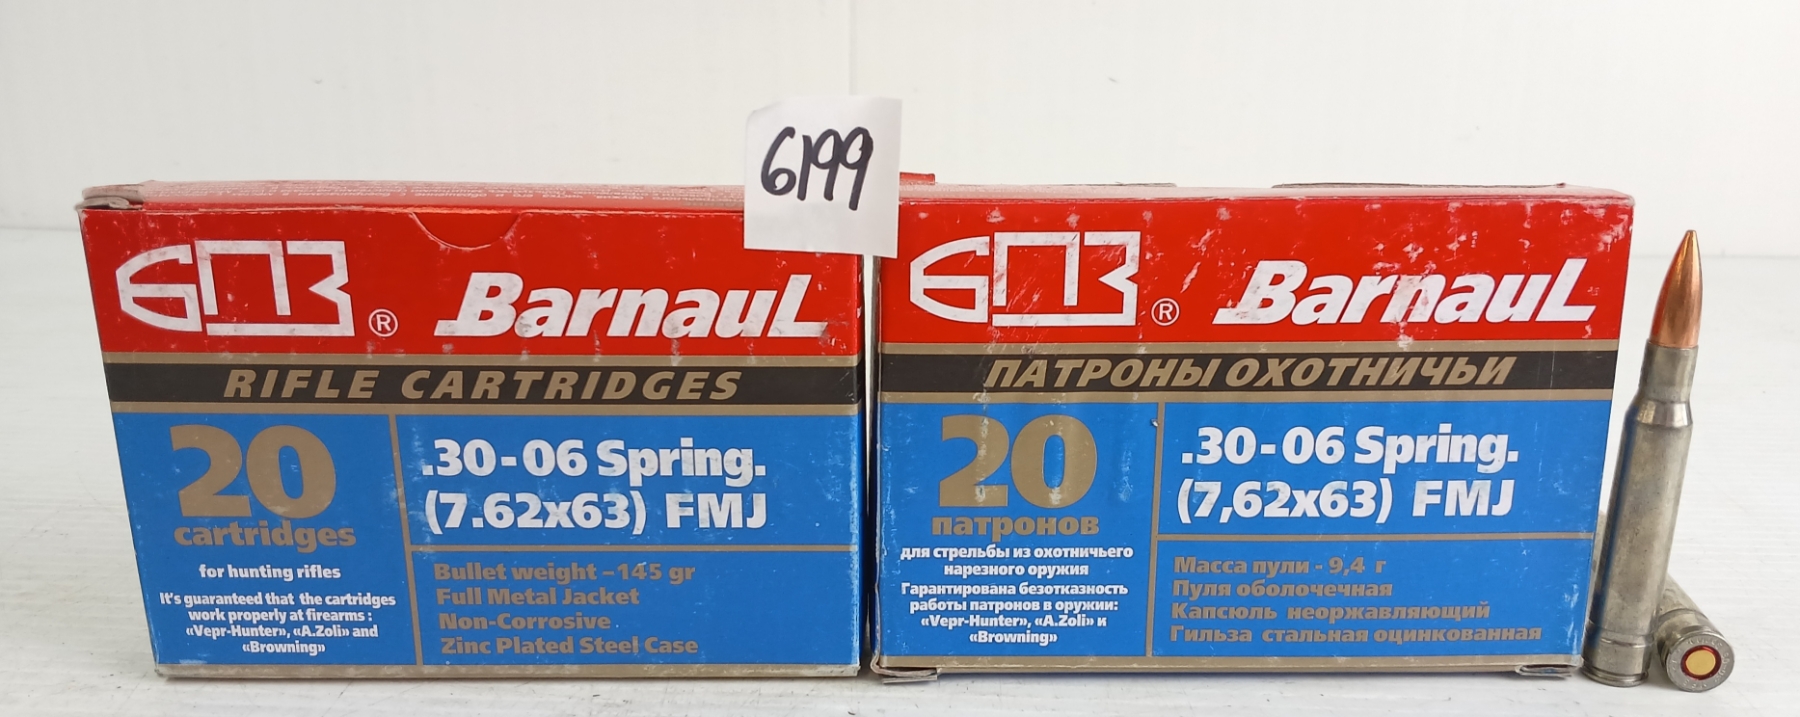 6199
БПЗ ® Barnaul
RIFLE CARTRIDGES
20
cartridges
for hunting rifles
It's guaranteed that the cartridges
work properly at firearms :
«Vepr-Hunter», «A.Zoli» and
«Browning»
.30-06 Spring.
(7.62x63) FMJ
Bullet weight – 145 gr
Full Metal Jacket
Non-Corrosive
Zinc Plated Steel Case
БПЗ ® Barnaul
ПАТРОНЫ ОХОТНИЧЬИ
20
патронов
для стрельбы из охотничьего
нарезного оружия
Гарантирована безотказность
работы патронов в оружии:
«Vepr-Hunter», «A.Zoli» и
«Browning»
.30-06 Spring.
(7,62x63) FMJ
Масса пули - 9,4 г
Пуля оболочечная
Капсюль неоржавляющий
Гильза стальная оцинкованная